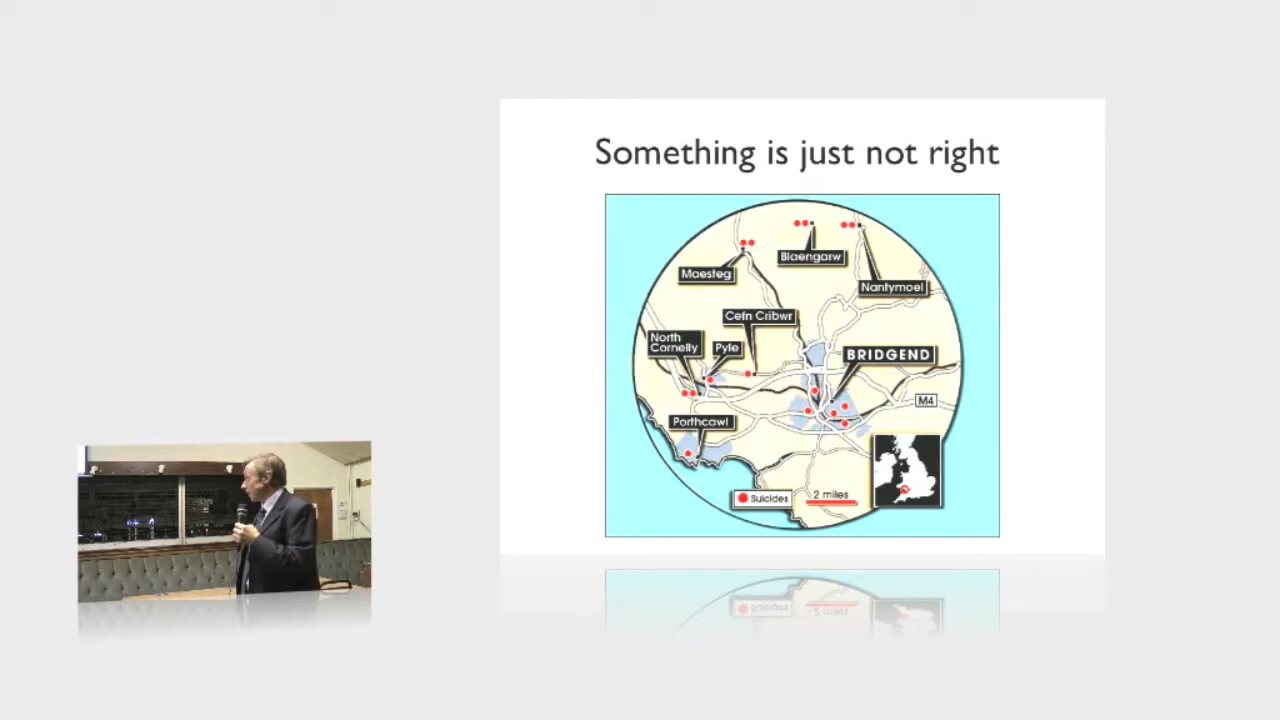 Something is just not right
Blaengarw
Maesteg
Nantymoel
Cefn Cribwr
North
Cornelly
Pyle
BRIDGEND
M4
Porthcawl
Suicides
2 miles